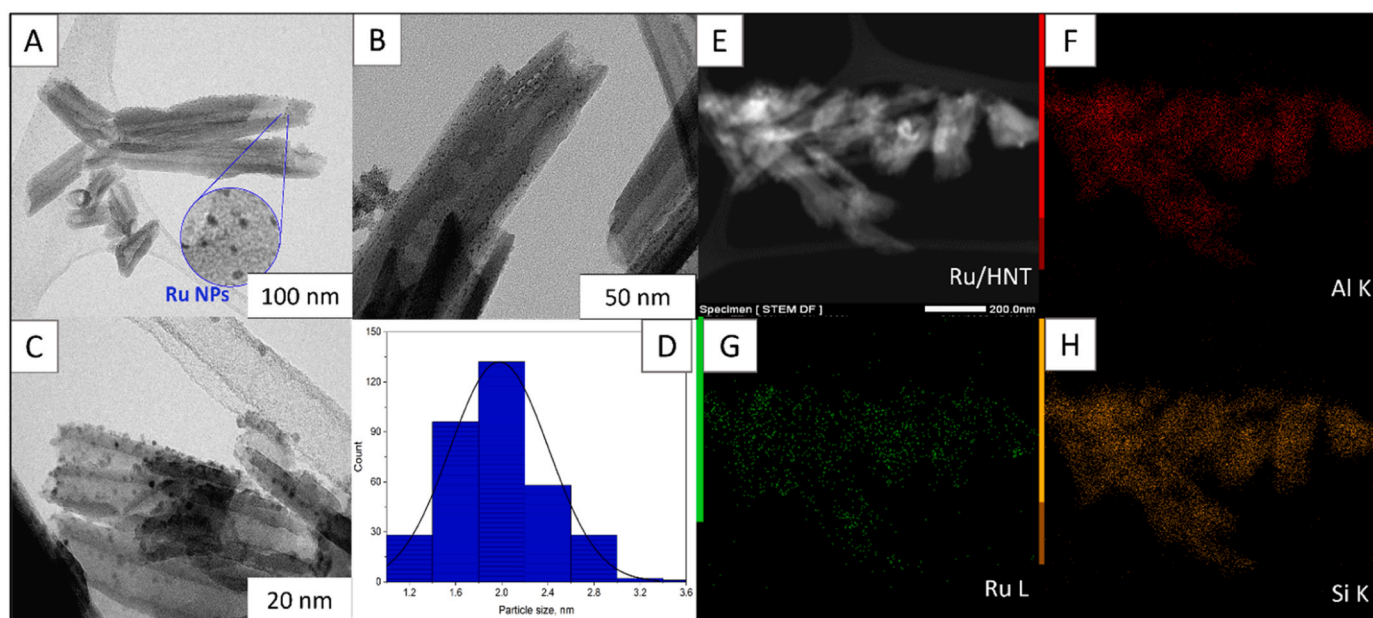 A
Ru NPs
100 nm
B
50 nm
C
20 nm
D
150
120
90
60
30
0
Count
1.2 1.6 2.0 2.4 2.8 3.2 3.6
Particle size, nm
E
Ru/HNT
Specimen [ STEM DF]
200.0nm
F
Al K
G
Ru L
H
Si K